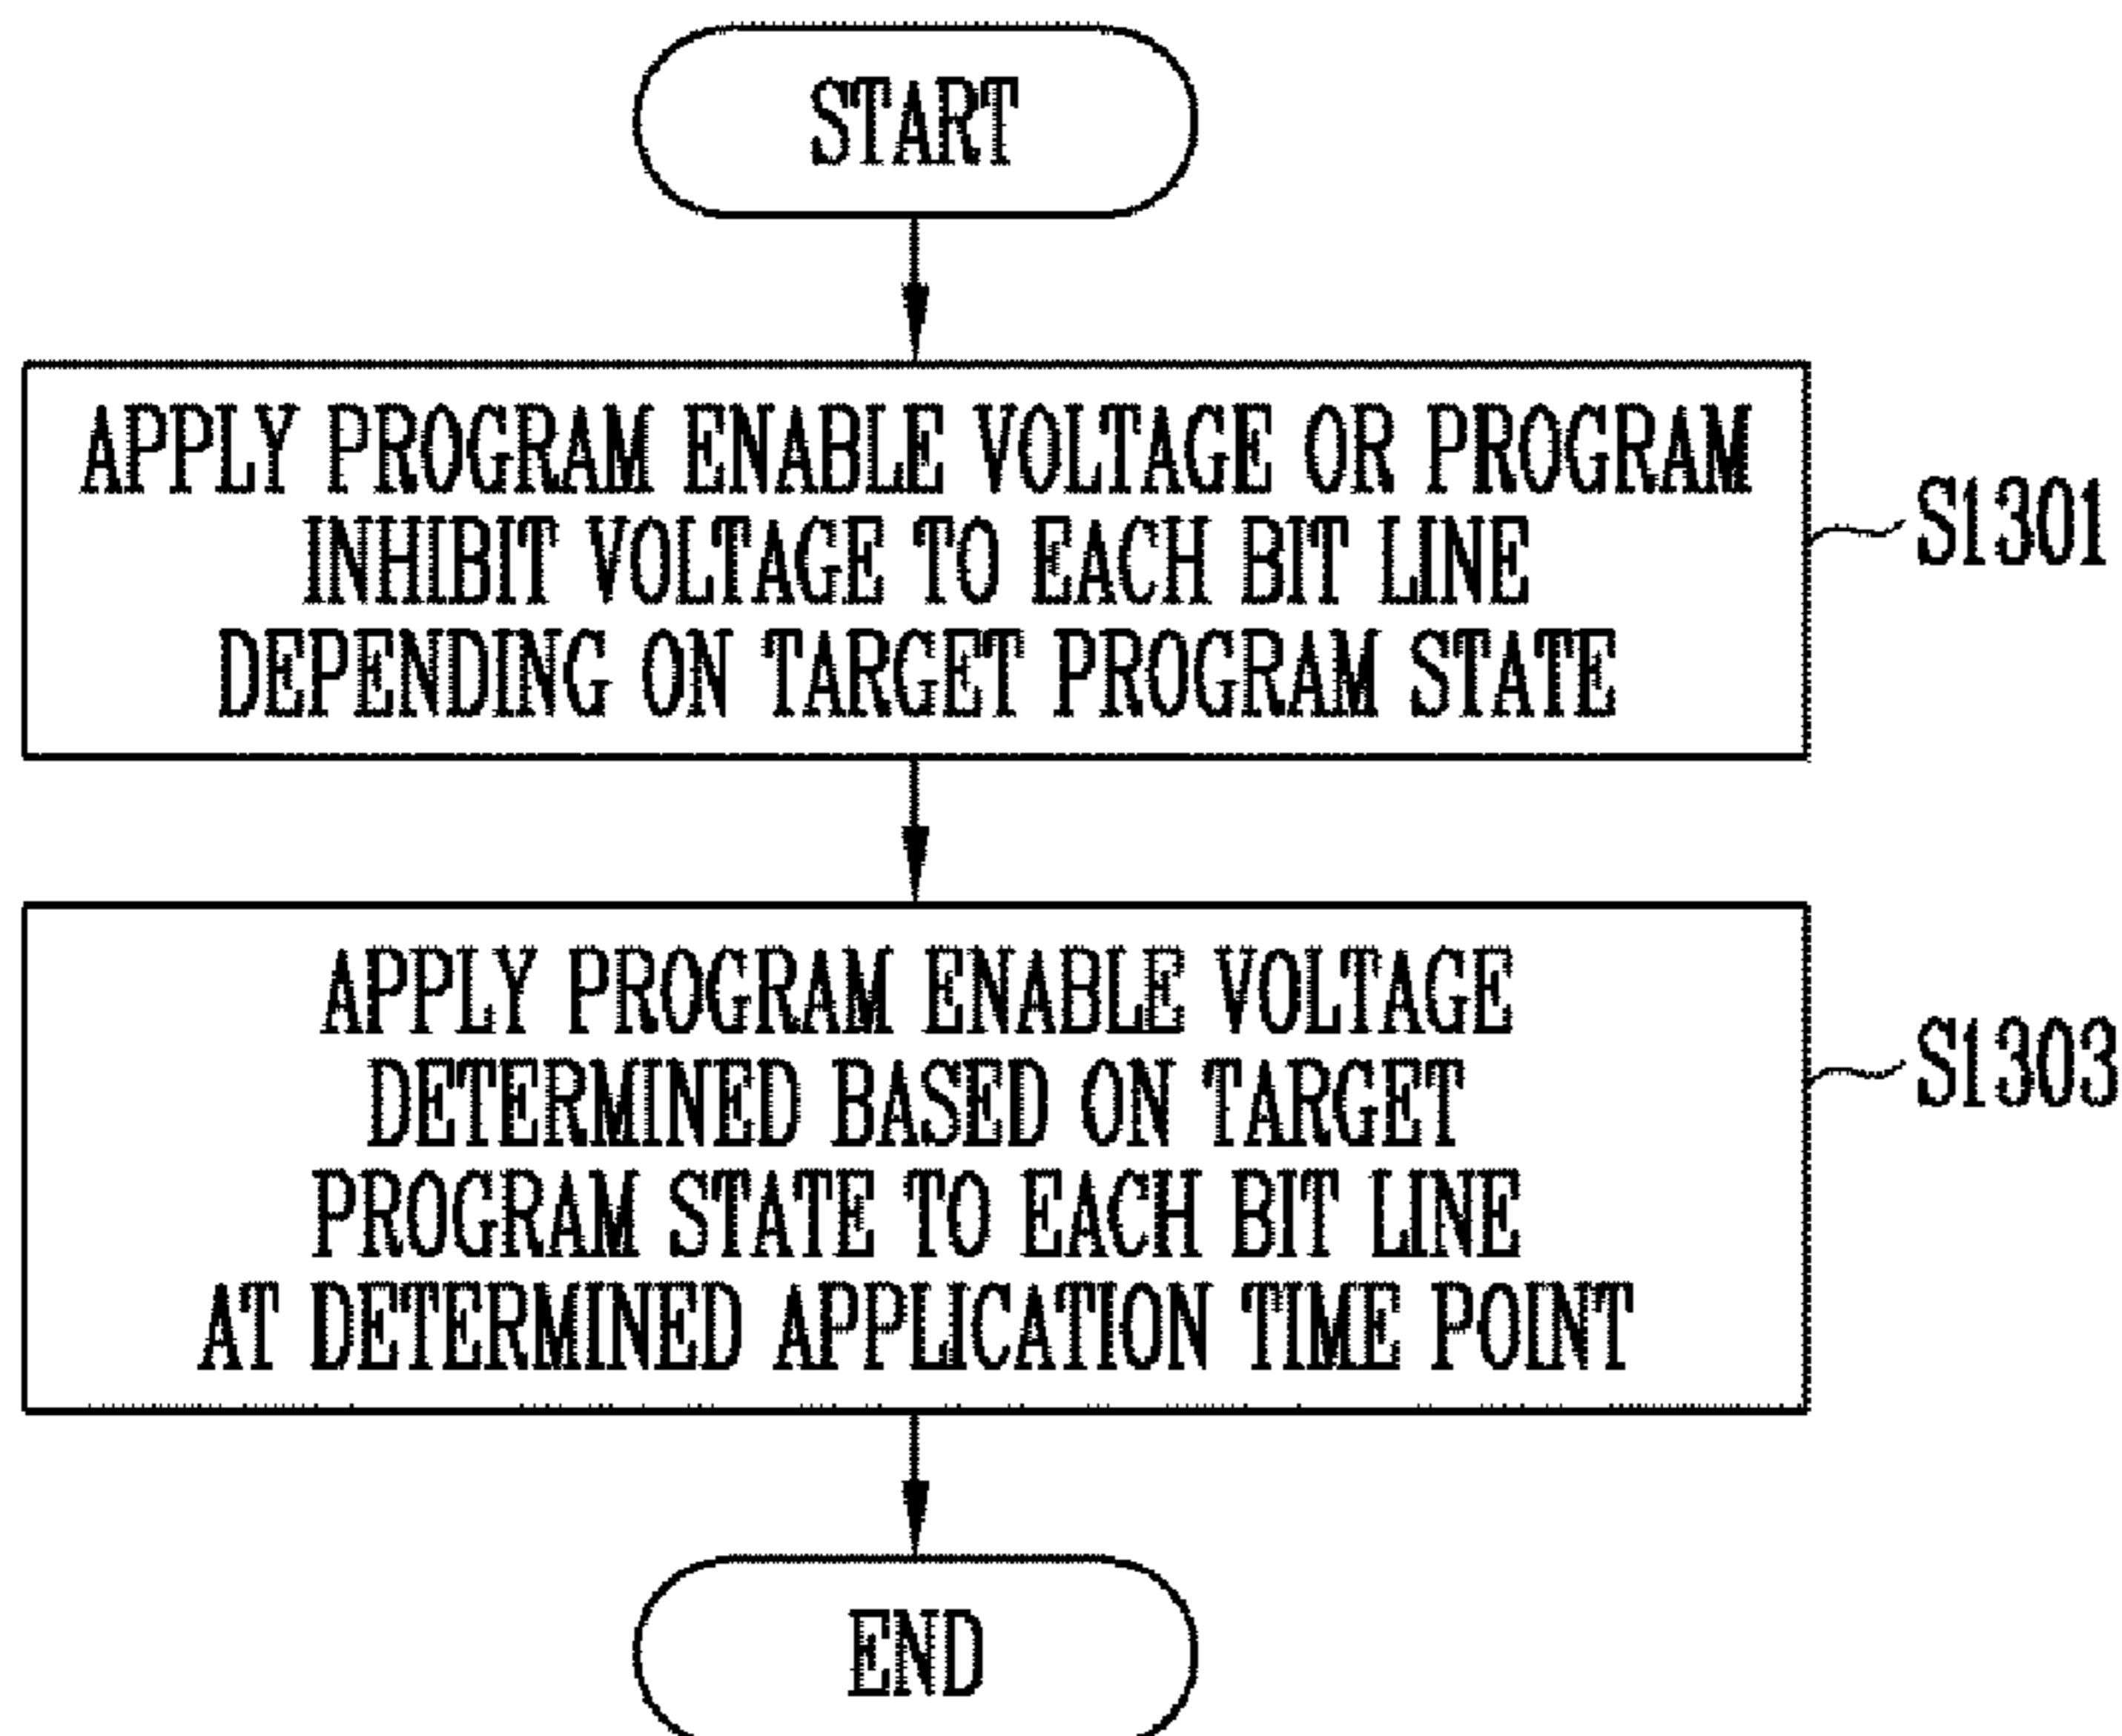 START
APPLY PROGRAM ENABLE VOLTAGE OR PROGRAM
INHIBIT VOLTAGE TO EACH BIT LINE
DEPENDING ON TARGET PROGRAM STATE
S1301
APPLY PROGRAM ENABLE VOLTAGE
DETERMINED BASED ON TARGET
PROGRAM STATE TO EACH BIT LINE
AT DETERMINED APPLICATION TIME POINT
S1303
END